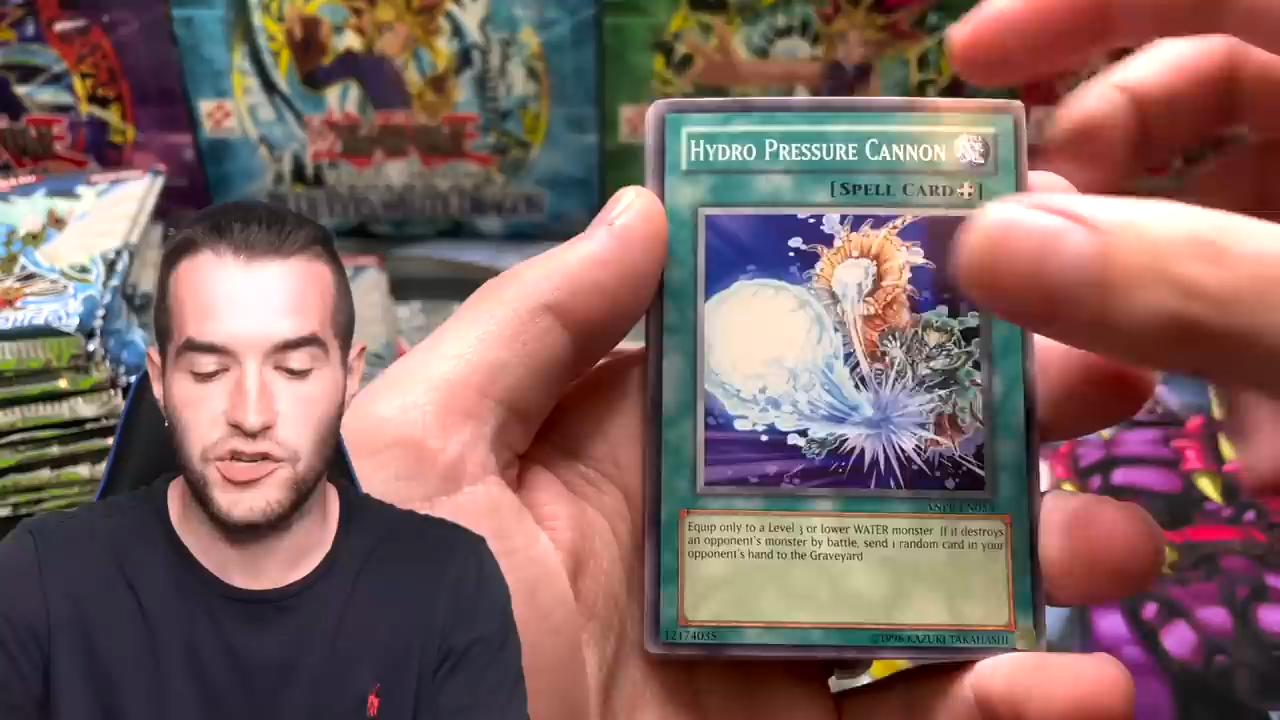 HYDRO PRESSURE CANNON
[SPELL CARD]
Equip only to a Level 3 or lower WATER monster. If it destroys
an opponent's monster by battle, send 1 random card in your
opponent's hand to the Graveyard
12174035
©1996 KAZUKI TAKAHASHI